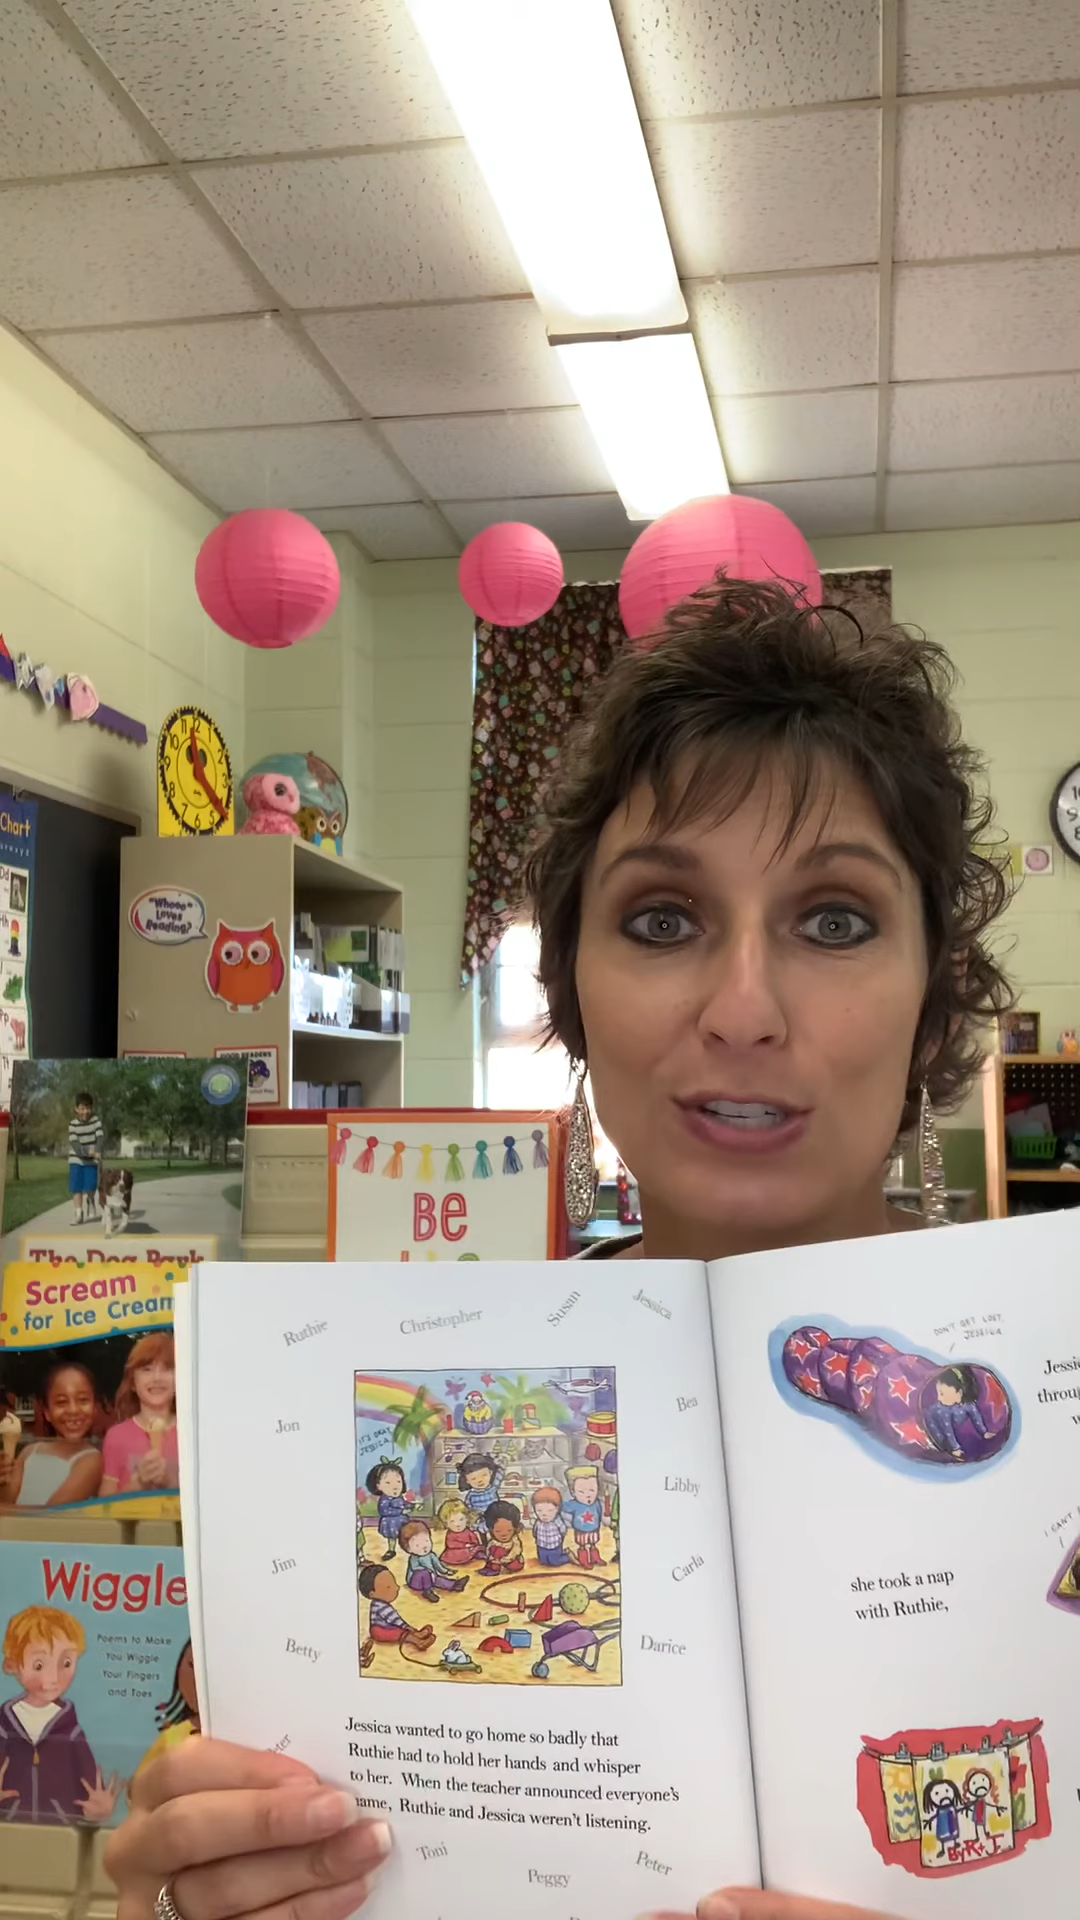 Chart
"Whooo"
Loves
Reading?
The Dog Park
Scream
for Ice Cream
BE
Wiggle
Poems to Make
You Wiggle
Your Fingers
and Toes
Ruthie
Christopher
Susan
Jessica
Jon
Bea
Libby
Jim
Carla
Betty
Darice
IT'S OKAY,
JESSICA.
Jessica wanted to go home so badly that
Ruthie had to hold her hands and whisper
to her. When the teacher announced everyone's
name, Ruthie and Jessica weren't listening.
Toni
Peggy
Peter
DON'T GET LOST,
JESSICA.
she took a nap
with Ruthie,
By R + J.